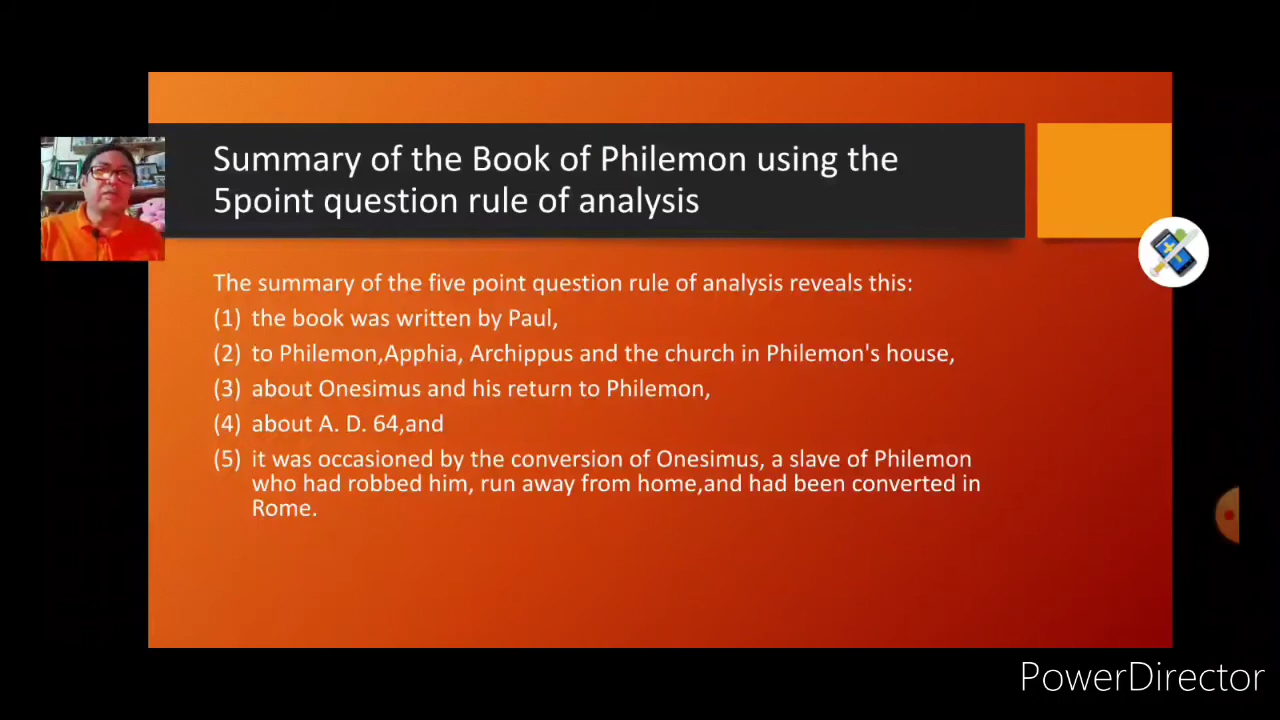 Summary of the Book of Philemon using the
5point question rule of analysis
The summary of the five point question rule of analysis reveals this:
(1) the book was written by Paul,
(2) to Philemon,Apphia, Archippus and the church in Philemon's house,
(3) about Onesimus and his return to Philemon,
(4) about A. D. 64,and
(5) it was occasioned by the conversion of Onesimus, a slave of Philemon
who had robbed him, run away from home,and had been converted in
Rome.
PowerDirector